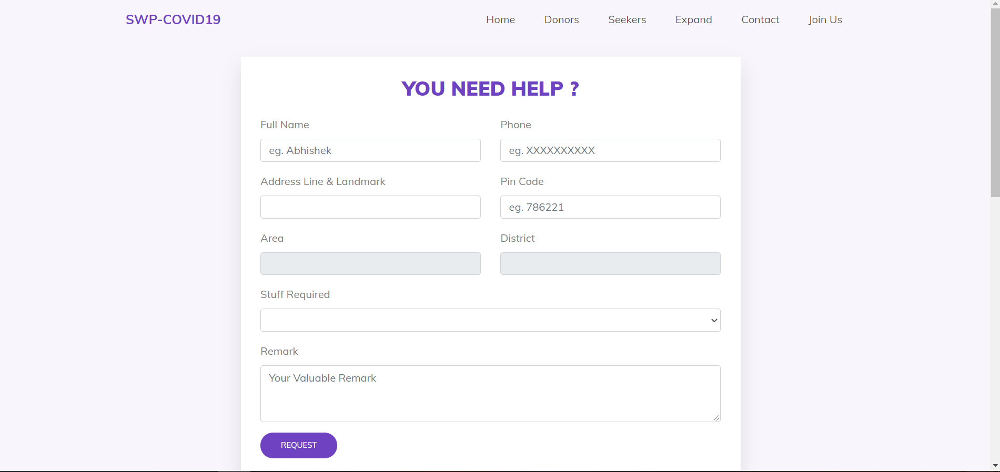 SWP-COVID19
Home Donors Seekers Expand Contact Join Us
YOU NEED HELP ?
Full Name Phone
eg. Abhishek eg. XXXXXXXXXX
Address Line & Landmark Pin Code
eg. 786221
Area District
Stuff Required
Remark
Your Valuable Remark
REQUEST